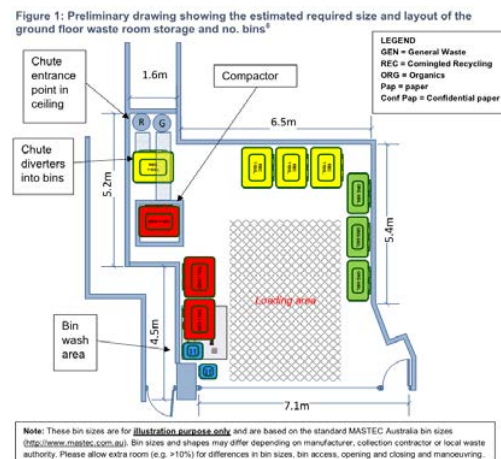 Figure 1: Preliminary drawing showing the estimated required size and layout of the
ground floor waste room storage and no. bins
LEGEND
GEN = General Waste
REC = Comingled Recycling
ORG = Organics
Pap = paper
Conf Pap = Confidential paper
Chute
entrance
point in
ceiling
1.6m
Compactor
R
G
6.5m
Chute
diverters
into bins
5.2m
5.4m
Loading area
Bin
wash
area
4.5m
7.1m
Note: These bin sizes are for illustration purpose only and are based on the standard MASTEC Australia bin sizes
(http://www.mastec.com.au). Bin sizes and shapes may differ depending on manufacturer, collection contractor or local waste
authority. Please allow extra room (e.g. >10%) for differences in bin sizes, bin access, opening and closing and manoeuvring.